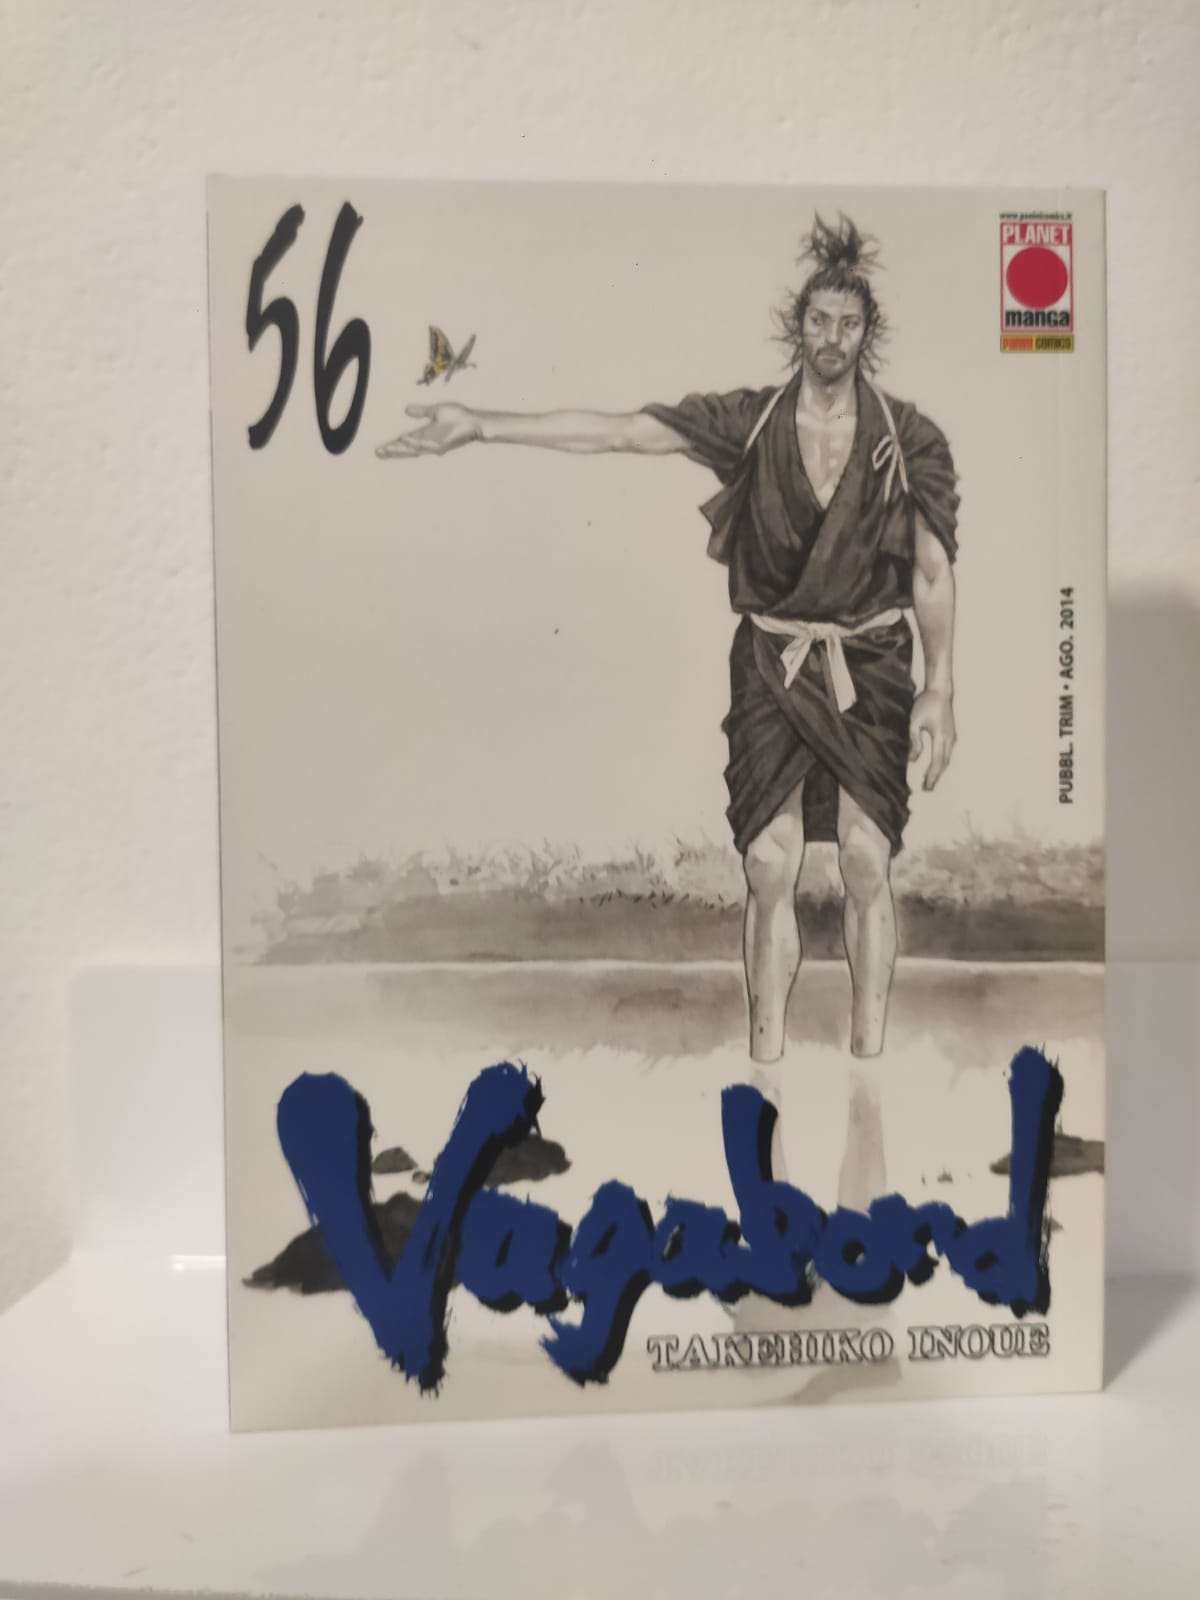 56
www.paninicomics.it
PLANET
manga
PANINI COMICS
PUBBL. TRIM • AGO. 2014
Vagabond
TAKEHIKO INOUE